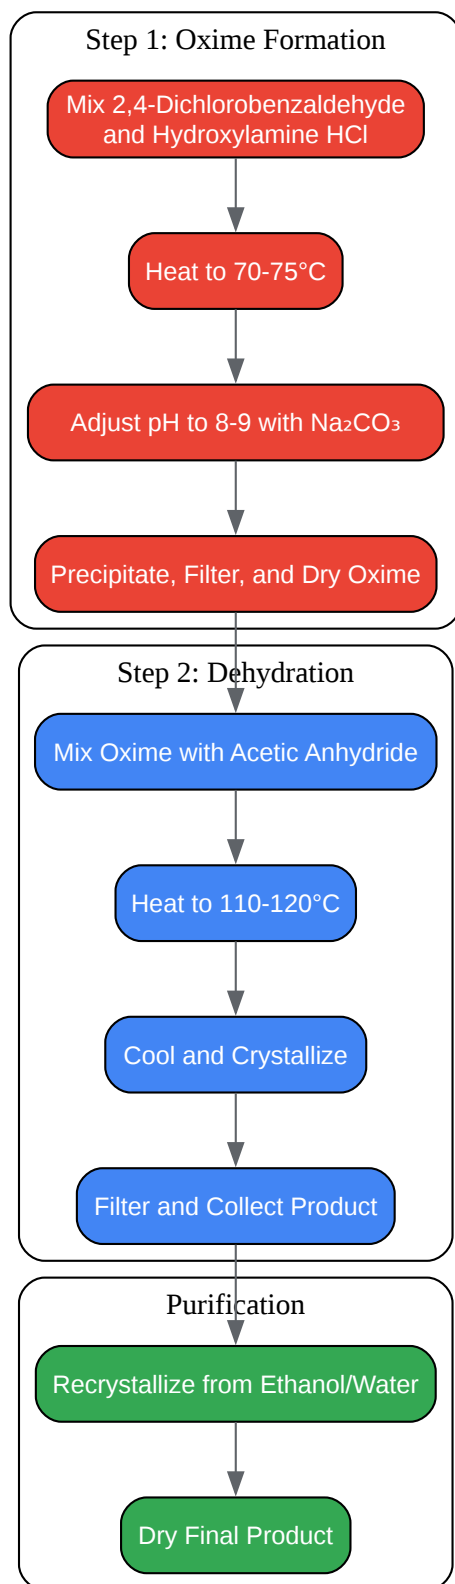 Step 1: Oxime Formation
Mix 2,4-Dichlorobenzaldehyde
and Hydroxylamine HCl
Heat to 70-75°C
Adjust pH to 8-9 with Na₂CO₃
Precipitate, Filter, and Dry Oxime
Step 2: Dehydration
Mix Oxime with Acetic Anhydride
Heat to 110-120°C
Cool and Crystallize
Filter and Collect Product
Purification
Recrystallize from Ethanol/Water
Dry Final Product